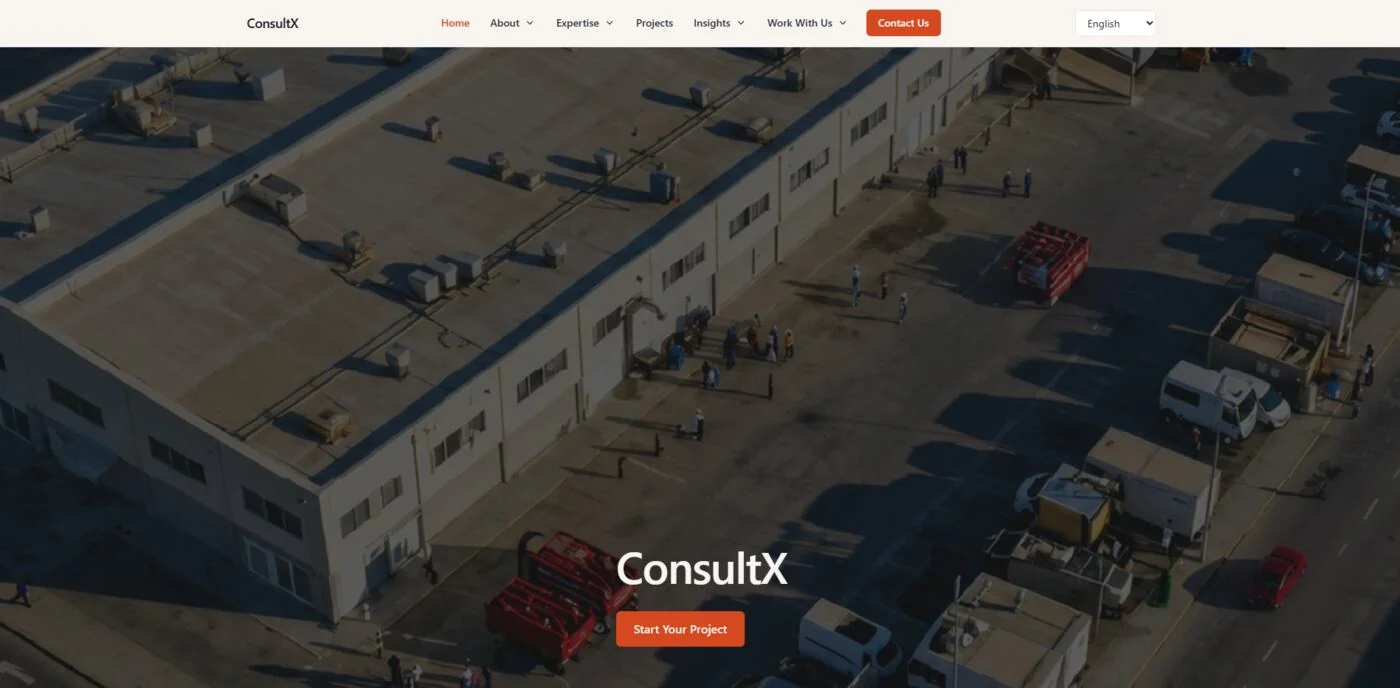 ConsultX
Home About Expertise Projects Insights Work With Us Contact Us English
ConsultX
Start Your Project